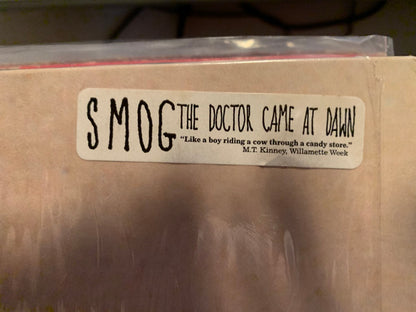 SMOG THE DOCTOR CAME AT DAWN
"Like a boy riding a cow through a candy store."
M.T. Kinney, Willamette Week